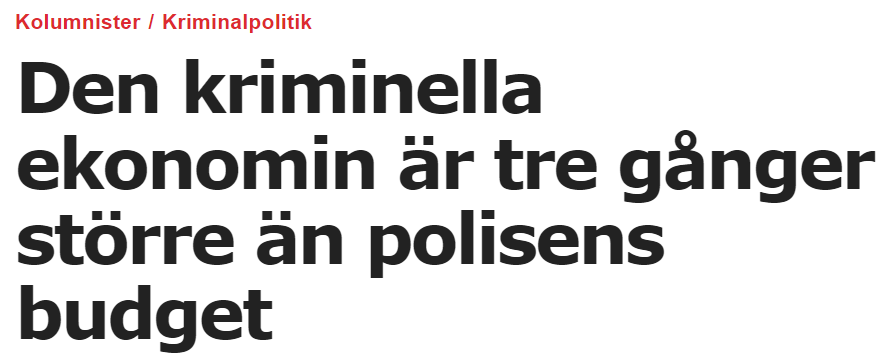 Kolumnister / Kriminalpolitik
Den kriminella
ekonomin är tre gånger
större än polisens
budget